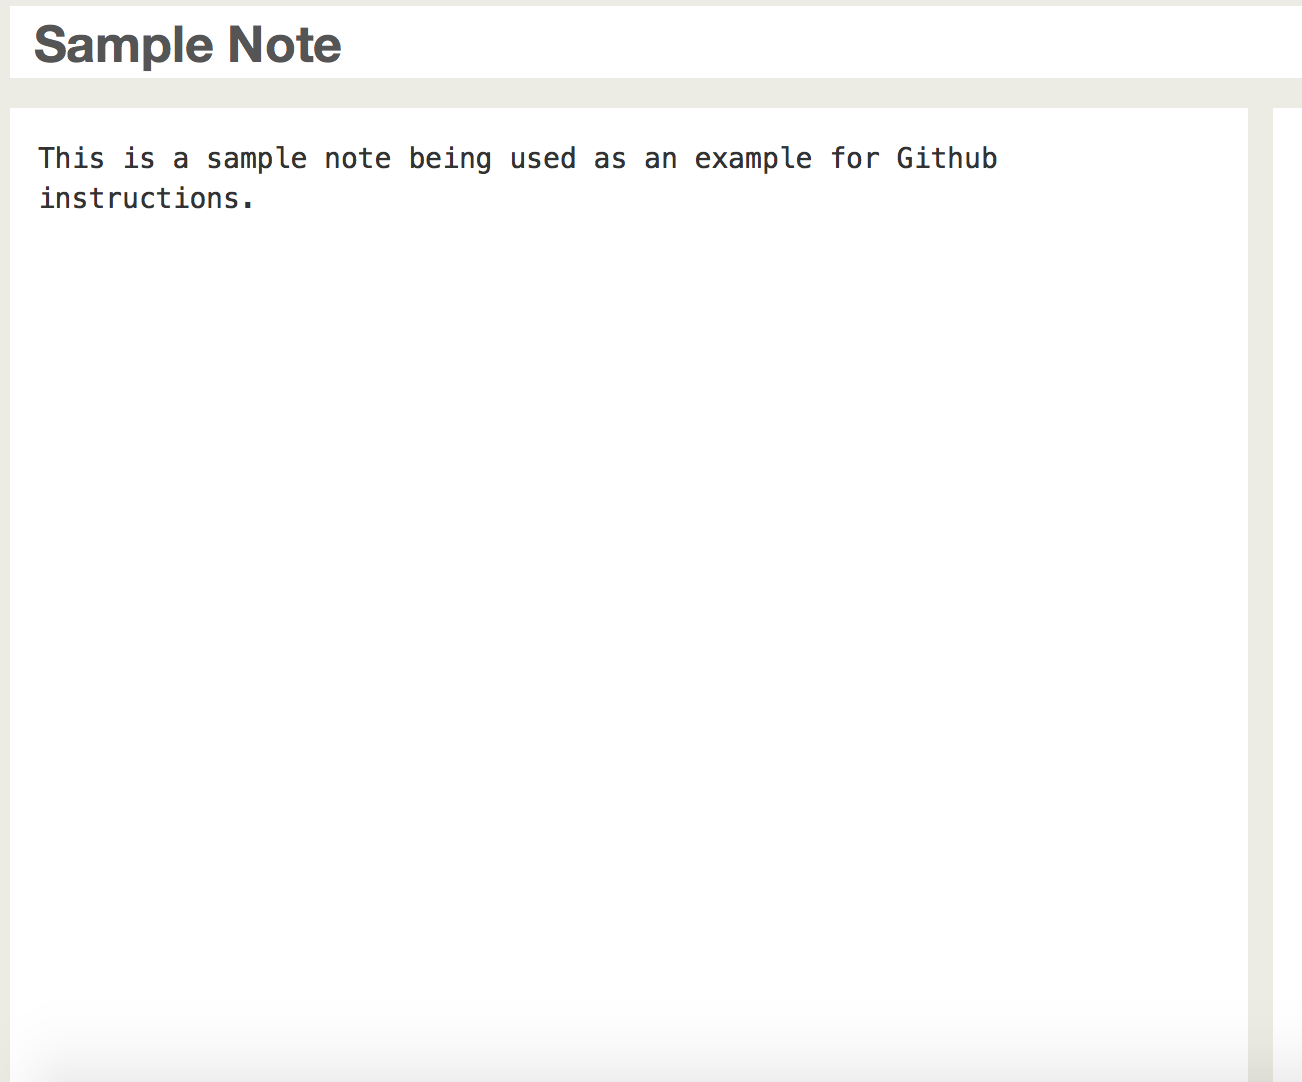 Sample Note
This is a sample note being used as an example for Github
instructions.